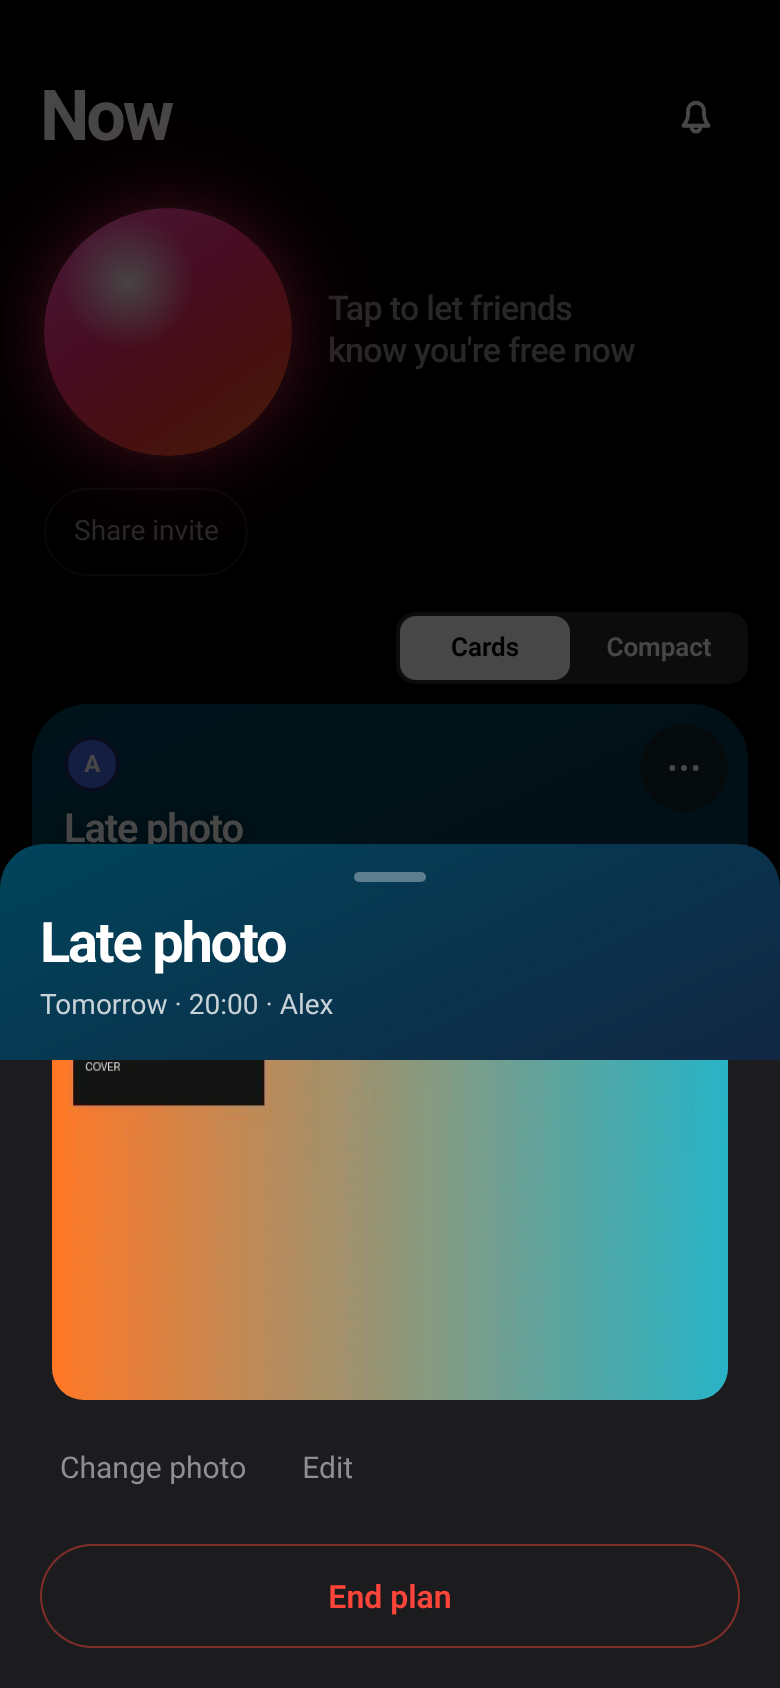 Now
Tap to let friends
know you're free now
Share invite
Cards
Compact
A
Late photo
Late photo
Tomorrow · 20:00 · Alex
COVER
Change photo
Edit
End plan